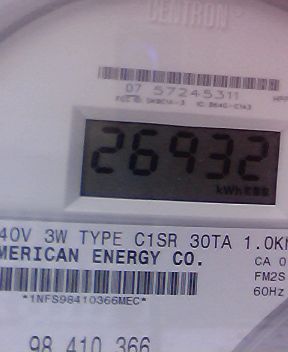 CENTRON
07 57245311
26932
kWh
40V 3W TYPE C1SR 30TA 1.0K
MERICAN ENERGY CO.
CA 0
FM2S
60Hz
*1NFS98410366MEC*
98 410 366